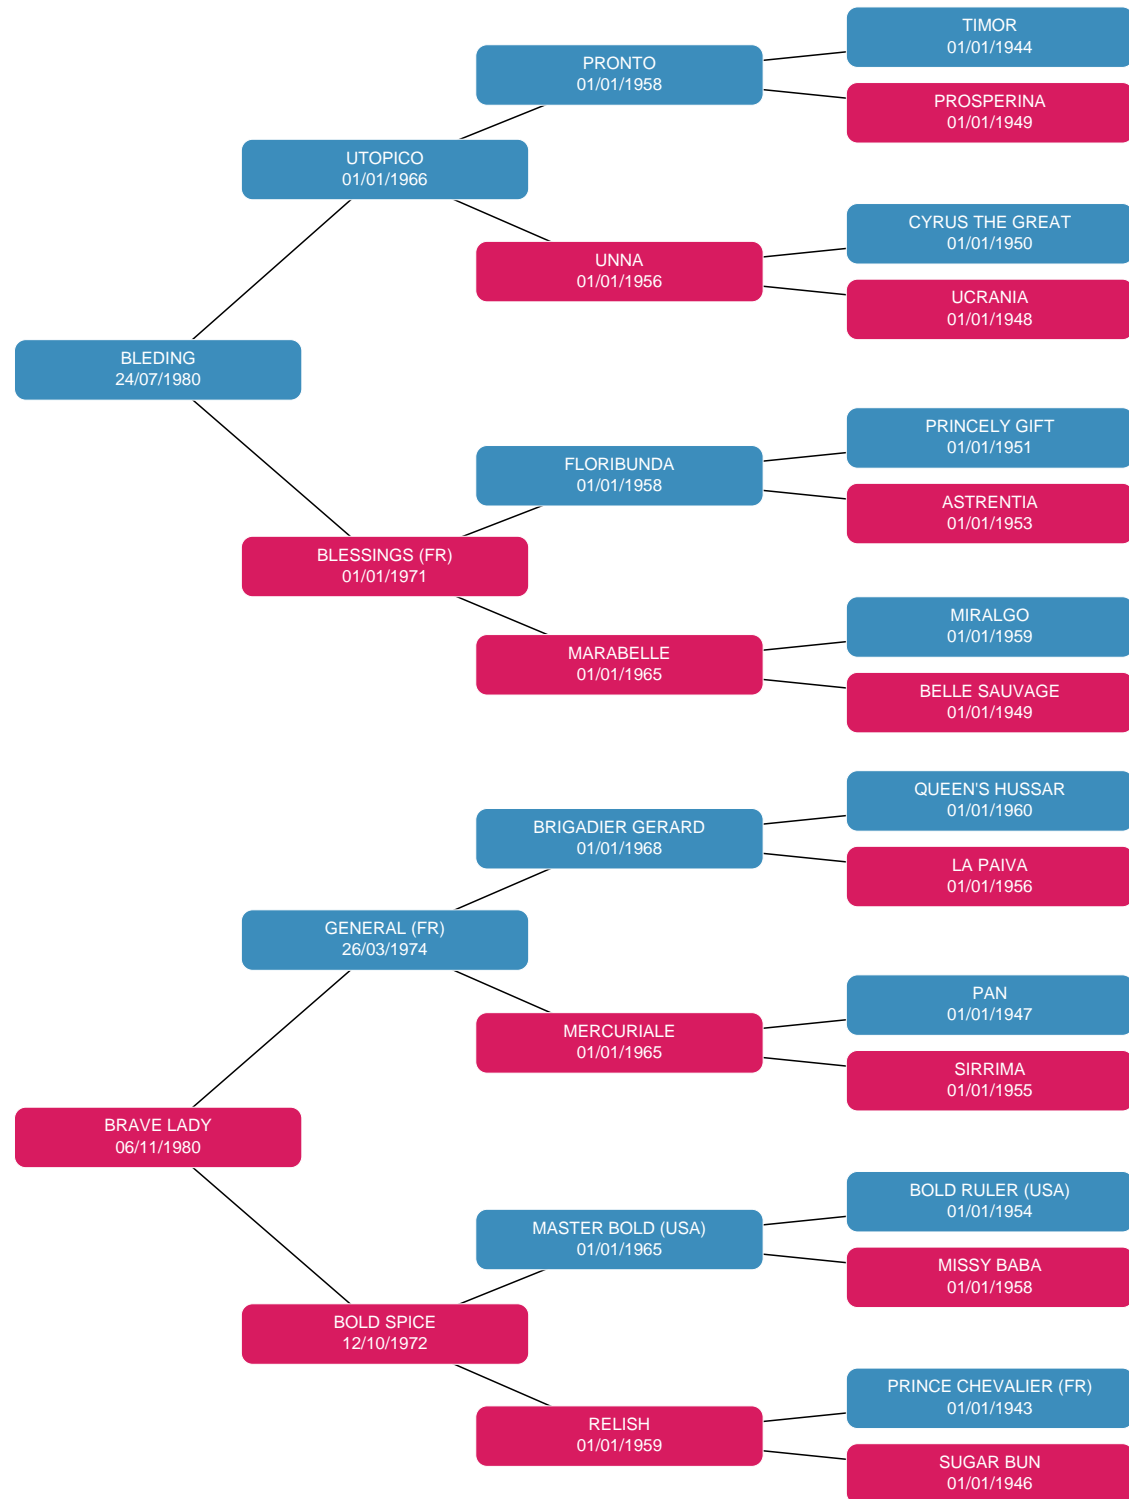 TIMOR
01/01/1944
PRONTO
01/01/1958
PROSPERINA
01/01/1949
UTOPICO
01/01/1966
CYRUS THE GREAT
01/01/1950
UNNA
01/01/1956
UCRANIA
01/01/1948
BLEDING
24/07/1980
PRINCELY GIFT
01/01/1951
FLORIBUNDA
01/01/1958
ASTRENTIA
01/01/1953
BLESSINGS (FR)
01/01/1971
MIRALGO
01/01/1959
MARABELLE
01/01/1965
BELLE SAUVAGE
01/01/1949
QUEEN'S HUSSAR
01/01/1960
BRIGADIER GERARD
01/01/1968
LA PAIVA
01/01/1956
GENERAL (FR)
26/03/1974
PAN
01/01/1947
MERCURIALE
01/01/1965
SIRRIMA
01/01/1955
BRAVE LADY
06/11/1980
BOLD RULER (USA)
01/01/1954
MASTER BOLD (USA)
01/01/1965
MISSY BABA
01/01/1958
BOLD SPICE
12/10/1972
PRINCE CHEVALIER (FR)
01/01/1943
RELISH
01/01/1959
SUGAR BUN
01/01/1946